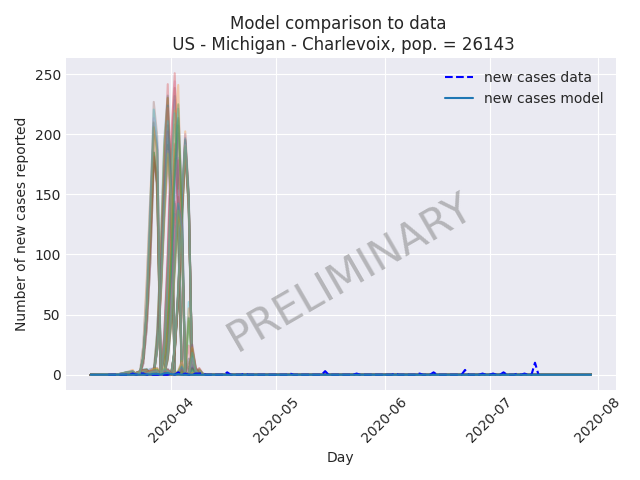 Model comparison to data
US - Michigan - Charlevoix, pop. = 26143
new cases data
new cases model
Number of new cases reported
250
200
150
100
50
0
PRELIMINARY
2020-04
2020-05
2020-06
2020-07
2020-08
Day